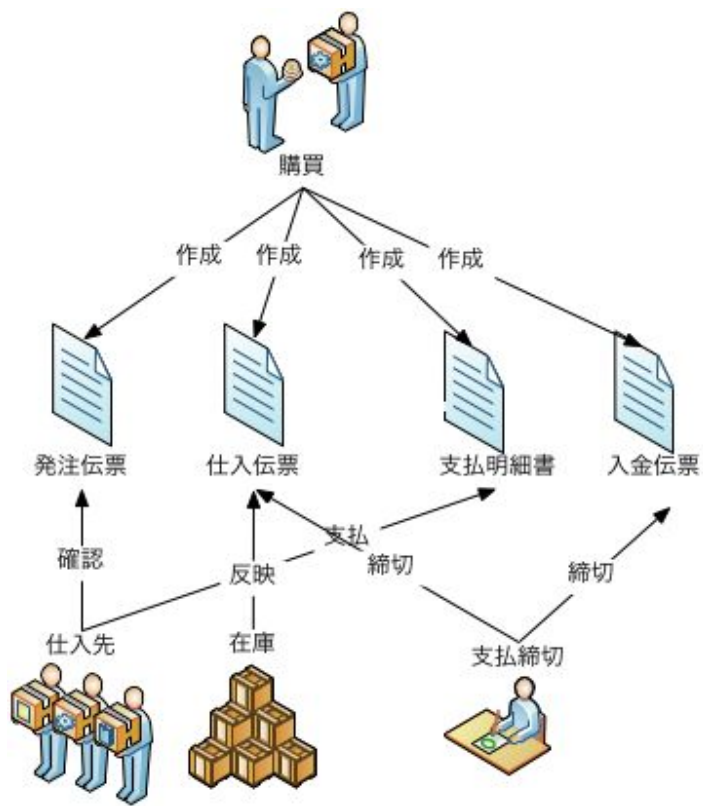 購買
作成
作成
作成
作成
発注伝票
仕入伝票
支払明細書
入金伝票
支払
確認
反映
締切
締切
仕入先
在庫
支払締切